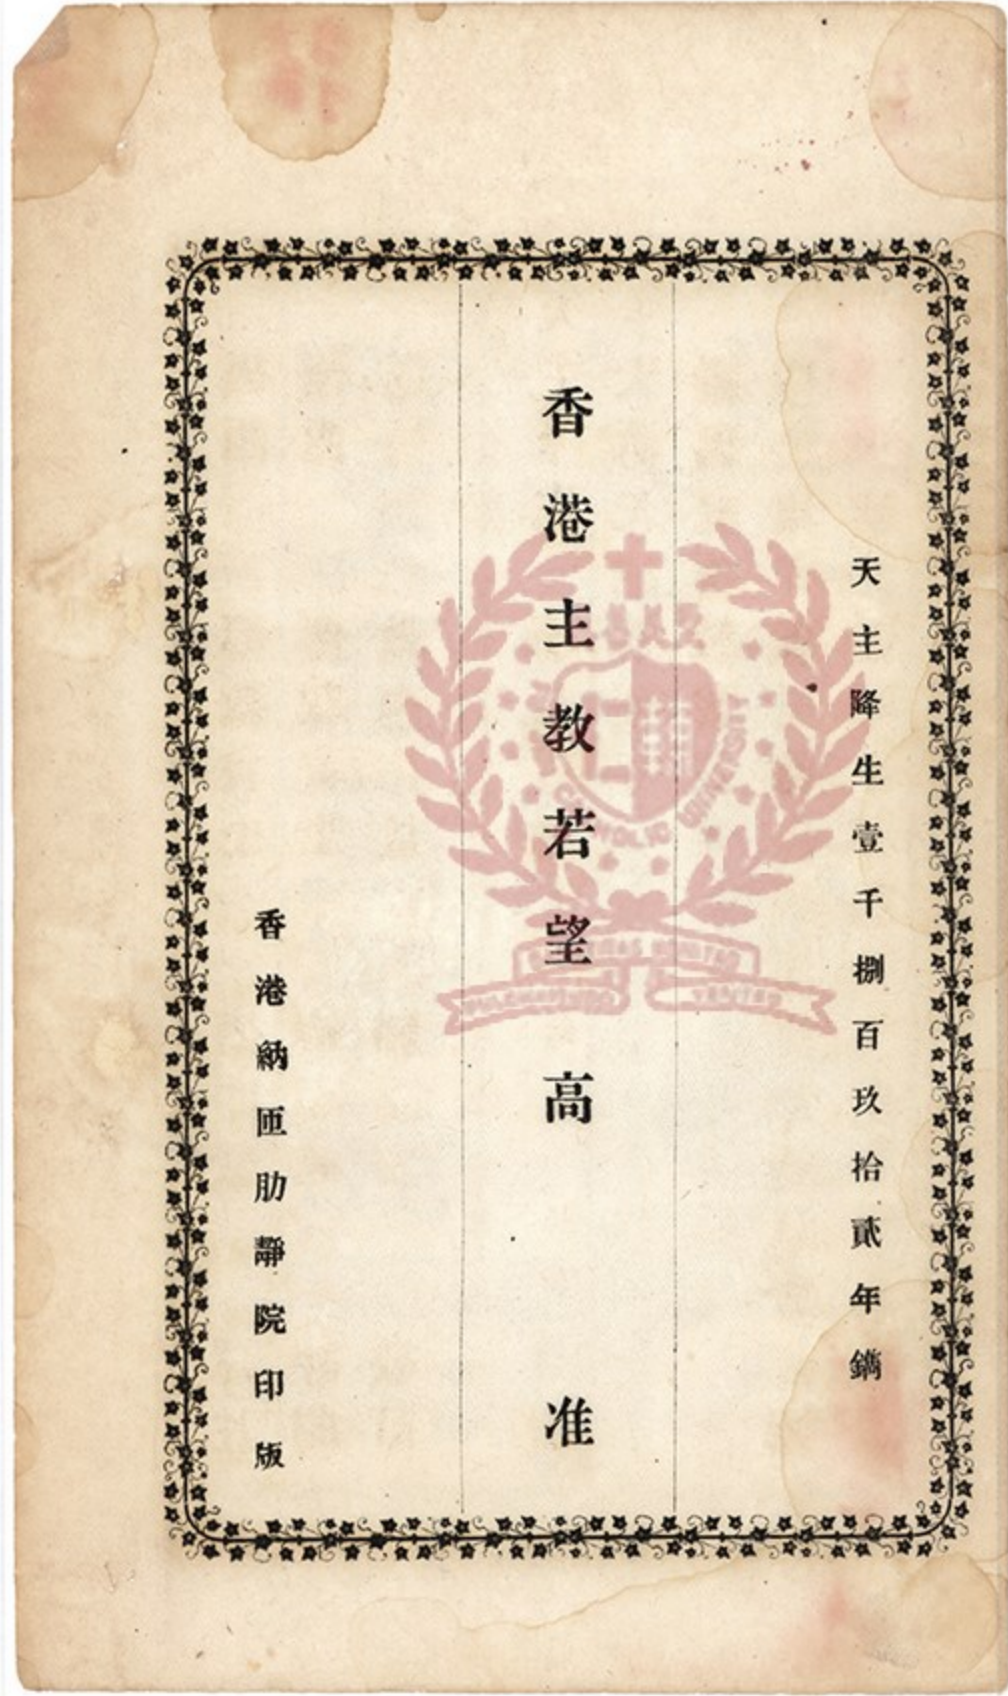 天主降生壹千捌百玖拾貳年鐫
香港主教若望高准
香港納匝肋靜院印版